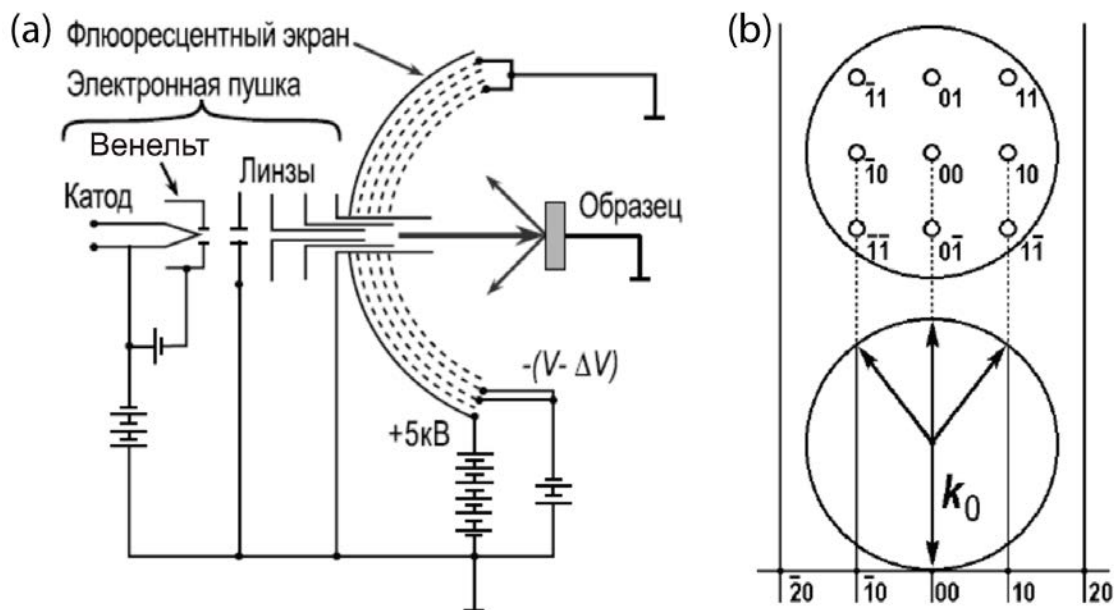 (a)
Флюоресцентный экран
Электронная пушка
Венельт
Линзы
Катод
Образец
-(V- ΔV)
+5кВ
(b)
1̅1 01 11
1̅0 00 10
1̅1̅ 01̅ 11̅
k₀
2̅0 1̅0 00 10 20